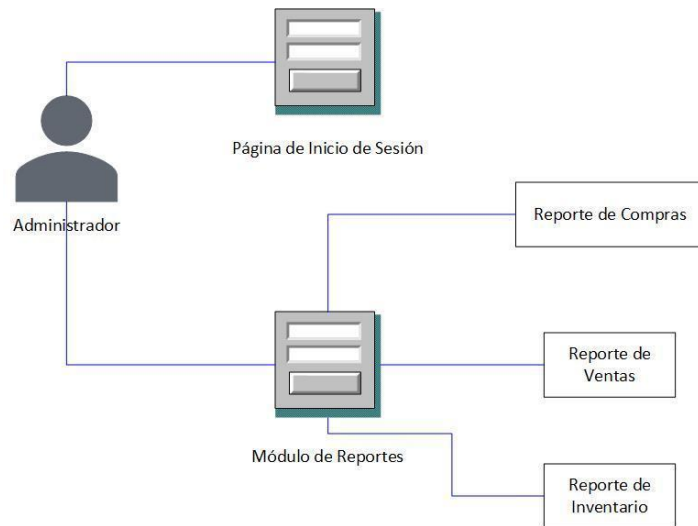 Página de Inicio de Sesión
Administrador
Reporte de Compras
Reporte de
Ventas
Módulo de Reportes
Reporte de
Inventario